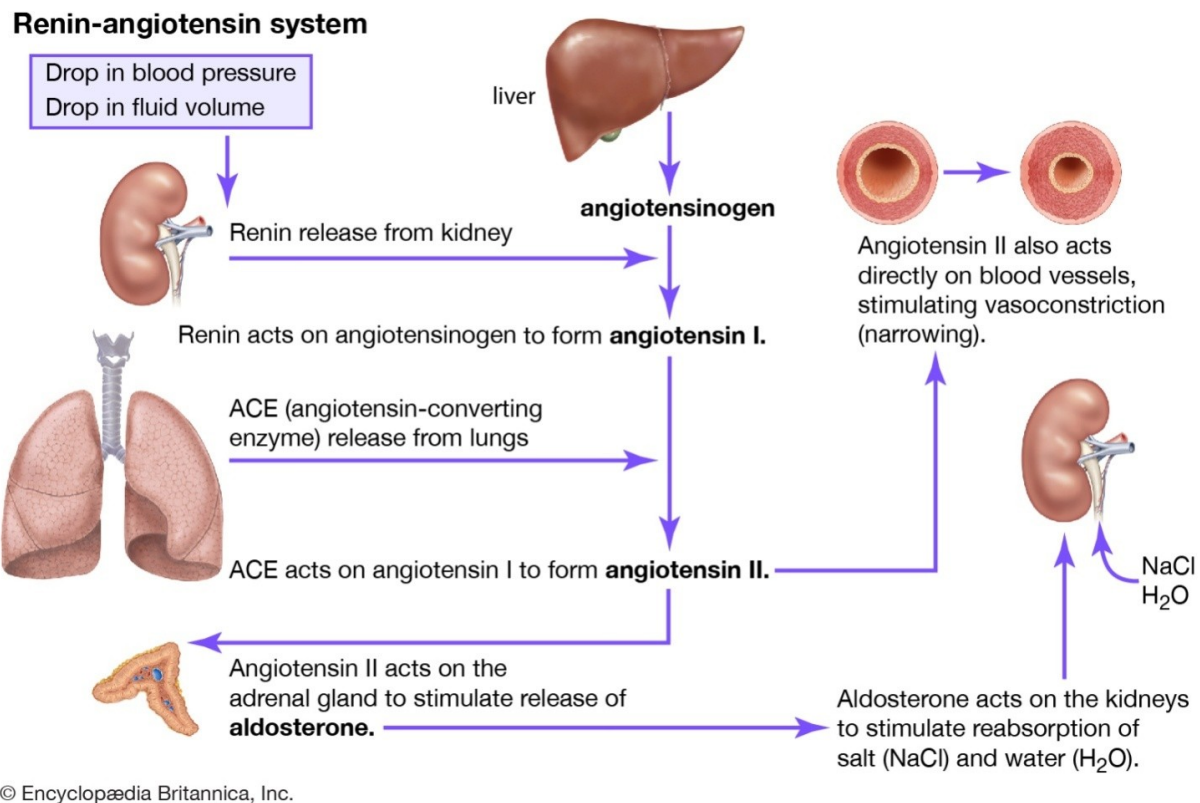 Renin-angiotensin system
Drop in blood pressure
Drop in fluid volume
liver
angiotensinogen
Renin release from kidney
Renin acts on angiotensinogen to form angiotensin I.
ACE (angiotensin-converting
enzyme) release from lungs
ACE acts on angiotensin I to form angiotensin II.
Angiotensin II also acts
directly on blood vessels,
stimulating vasoconstriction
(narrowing).
NaCl
H₂O
Angiotensin II acts on the
adrenal gland to stimulate release of
aldosterone.
Aldosterone acts on the kidneys
to stimulate reabsorption of
salt (NaCl) and water (H₂O).
© Encyclopædia Britannica, Inc.